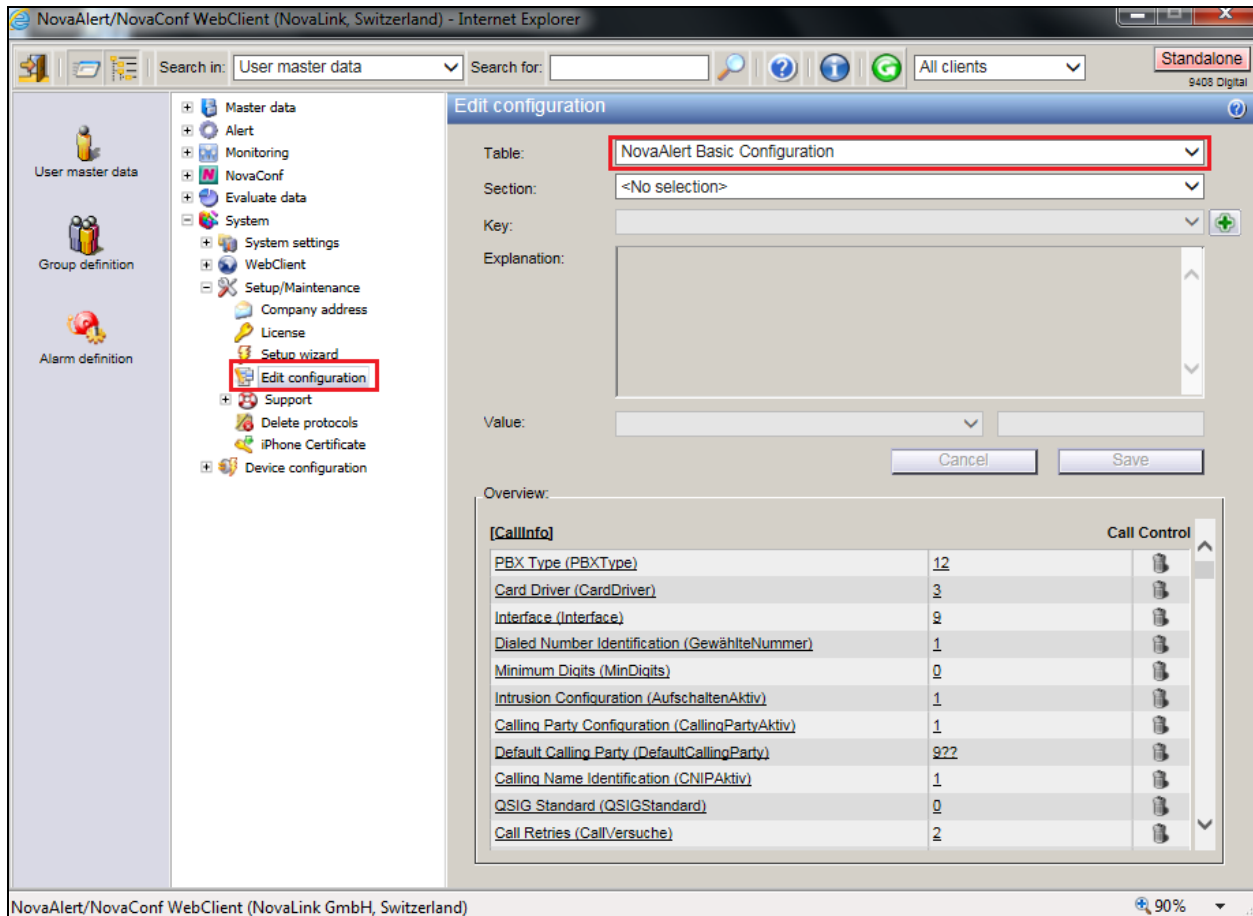 NovaAlert/NovaConf WebClient (NovaLink, Switzerland) - Internet Explorer
Search in: User master data Search for: All clients Standalone
9408 Digital
User master data
Group definition
Alarm definition
Master data
Alert
Monitoring
NovaConf
Evaluate data
System
System settings
WebClient
Setup/Maintenance
Company address
License
Setup wizard
Edit configuration
Support
Delete protocols
iPhone Certificate
Device configuration
Edit configuration
Table: NovaAlert Basic Configuration
Section: <No selection>
Key:
Explanation:
Value:
Cancel Save
Overview:
[CallInfo] Call Control
PBX Type (PBXType) 12
Card Driver (CardDriver) 3
Interface (Interface) 9
Dialed Number Identification (GewählteNummer) 1
Minimum Digits (MinDigits) 0
Intrusion Configuration (AufschaltenAktiv) 1
Calling Party Configuration (CallingPartyAktiv) 1
Default Calling Party (DefaultCallingParty) 9??
Calling Name Identification (CNIPAktiv) 1
QSIG Standard (QSIGStandard) 0
Call Retries (CallVersuche) 2
NovaAlert/NovaConf WebClient (NovaLink GmbH, Switzerland) 90%